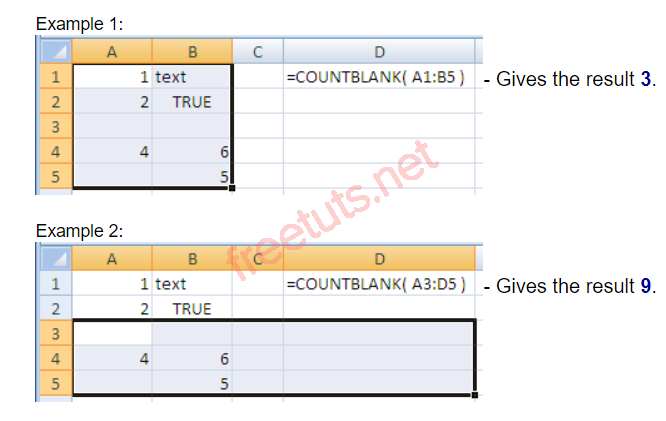 Example 1:
A B C D
1 1 text =COUNTBLANK( A1:B5 ) - Gives the result 3.
2 2 TRUE
3
4 4 6
5 5
freetuts.net
Example 2:
A B C D
1 1 text =COUNTBLANK( A3:D5 ) - Gives the result 9.
2 2 TRUE
3
4 4 6
5 5